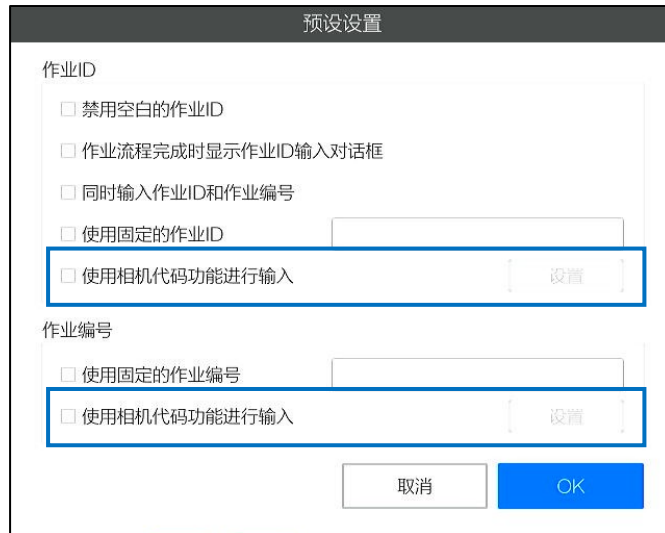 预设设置
作业ID
禁用空白的作业ID
作业流程完成时显示作业ID输入对话框
同时输入作业ID和作业编号
使用固定的作业ID
使用相机代码功能进行输入 设置
作业编号
使用固定的作业编号
使用相机代码功能进行输入 设置
取消 OK